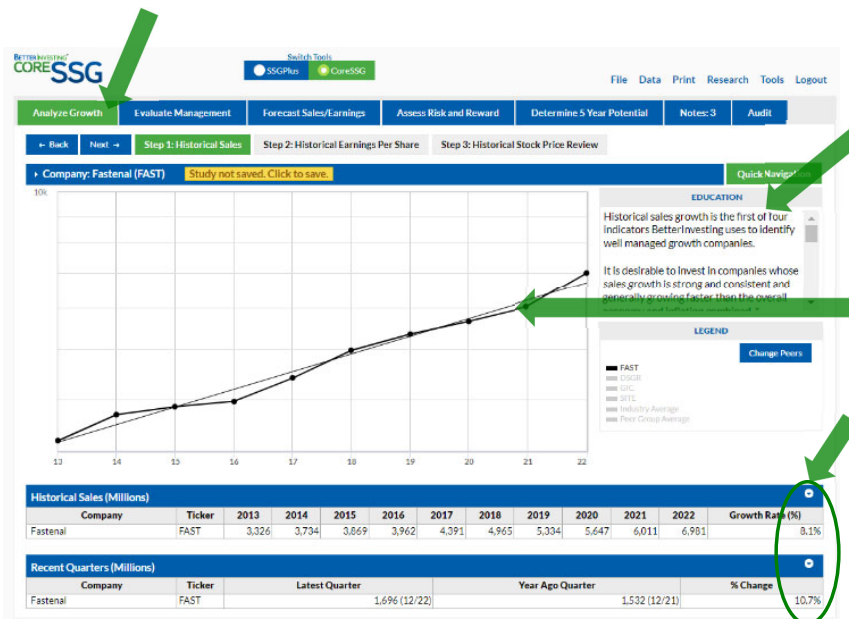 BETTERINVESTING
CORESSG
Switch Tools
SSGPlus CoreSSG
File Data Print Research Tools Logout
Analyze Growth Evaluate Management Forecast Sales/Earnings Assess Risk and Reward Determine 5 Year Potential Notes: 3 Audit
← Back Next → Step 1: Historical Sales Step 2: Historical Earnings Per Share Step 3: Historical Stock Price Review
Company: Fastenal (FAST) Study not saved. Click to save. Quick Navigation
10k
EDUCATION
Historical sales growth is the first of four
indicators BetterInvesting uses to identify
well managed growth companies.
It is desirable to invest in companies whose
sales growth is strong and consistent and
generally growing faster than the overall
LEGEND
Change Peers
FAST
DSGR
GIC
SITE
Industry Average
Peer Group Average
13 14 15 16 17 18 19 20 21 22
Historical Sales (Millions)
Company Ticker 2013 2014 2015 2016 2017 2018 2019 2020 2021 2022 Growth Rate (%)
Fastenal FAST 3,326 3,734 3,869 3,962 4,391 4,965 5,334 5,647 6,011 6,981 8.1%
Recent Quarters (Millions)
Company Ticker Latest Quarter Year Ago Quarter % Change
Fastenal FAST 1,696 (12/22) 1,532 (12/21) 10.7%